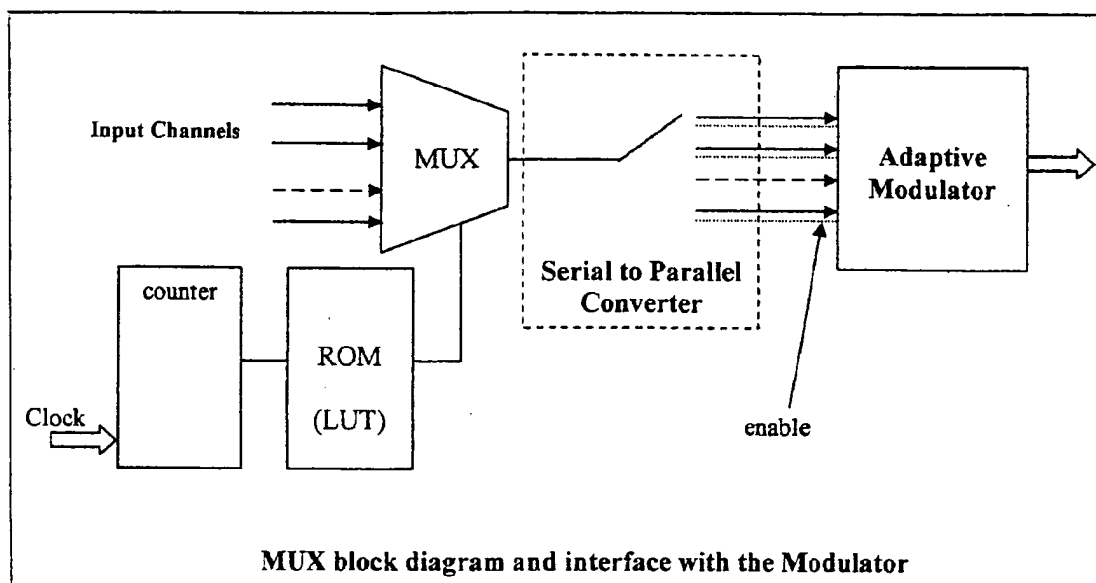 Input Channels
MUX
Adaptive
Modulator
Serial to Parallel
Converter
counter
ROM
(LUT)
Clock
enable
MUX block diagram and interface with the Modulator